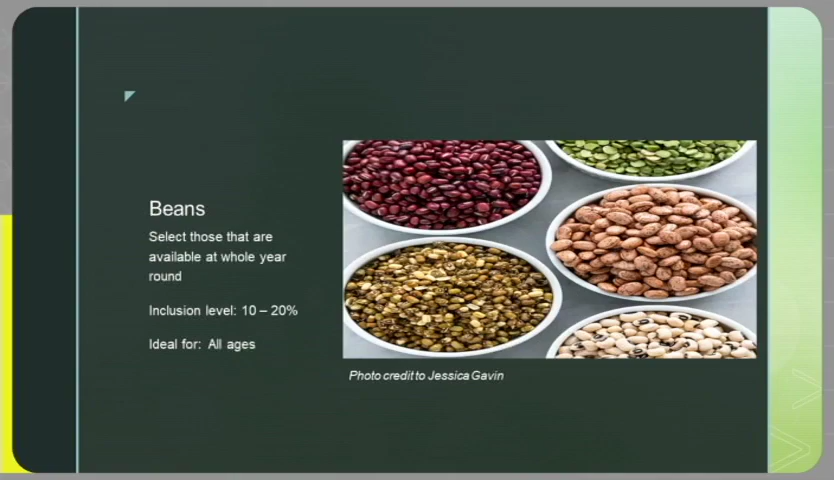 Beans
Select those that are
available at whole year
round
Inclusion level: 10 – 20%
Ideal for: All ages
Photo credit to Jessica Gavin